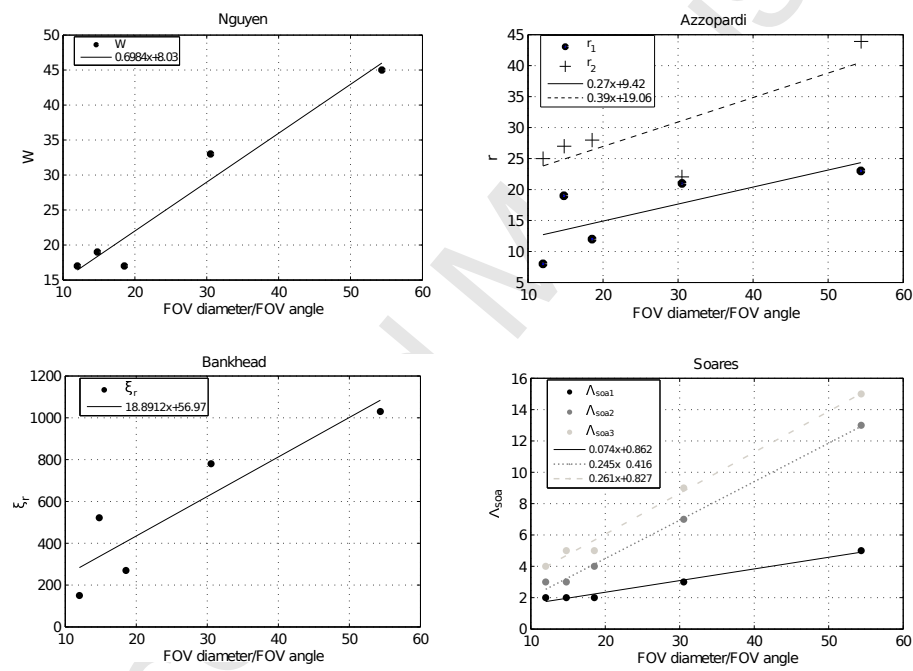 Nguyen
50
45
40
35
30
25
20
15
10 20 30 40 50 60
W
W
0.6984x+8.03
FOV diameter/FOV angle
Azzopardi
45
40
35
30
25
20
15
10
5
10 20 30 40 50 60
r
r1
r2
0.27x+9.42
0.39x+19.06
FOV diameter/FOV angle
Bankhead
1200
1000
800
600
400
200
0
10 20 30 40 50 60
ξr
ξr
18.8912x+56.97
FOV diameter/FOV angle
Soares
16
14
12
10
8
6
4
2
0
10 20 30 40 50 60
Λsoa
Λsoa1
Λsoa2
Λsoa3
0.074x+0.862
0.245x 0.416
0.261x+0.827
FOV diameter/FOV angle